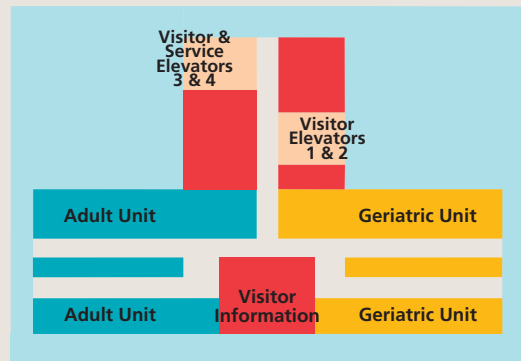 Visitor &
Service
Elevators
3 & 4
Visitor
Elevators
1 & 2
Adult Unit
Geriatric Unit
Visitor
Information
Adult Unit
Geriatric Unit